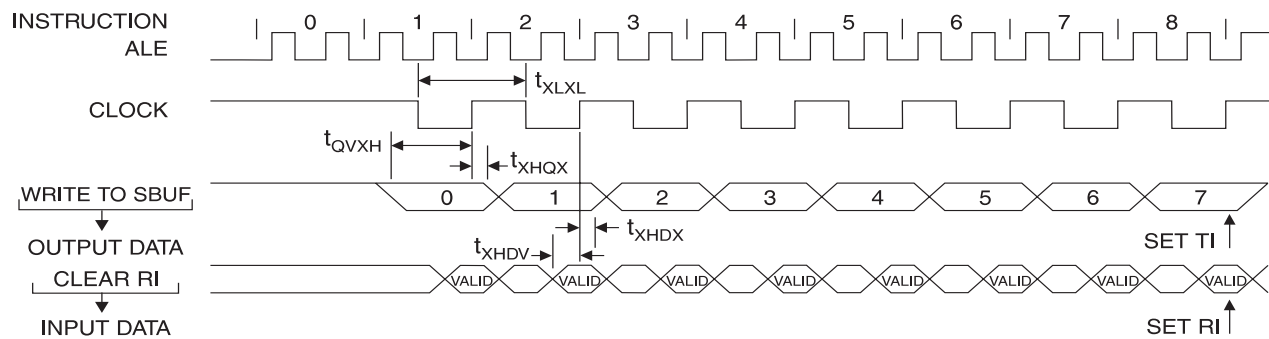 INSTRUCTION 0 1 2 3 4 5 6 7 8
ALE
tXLXL
CLOCK
tQVXH
tXHQX
WRITE TO SBUF 0 1 2 3 4 5 6 7
tXHDX
OUTPUT DATA SET TI
tXHDV
CLEAR RI VALID VALID VALID VALID VALID VALID VALID VALID
INPUT DATA SET RI